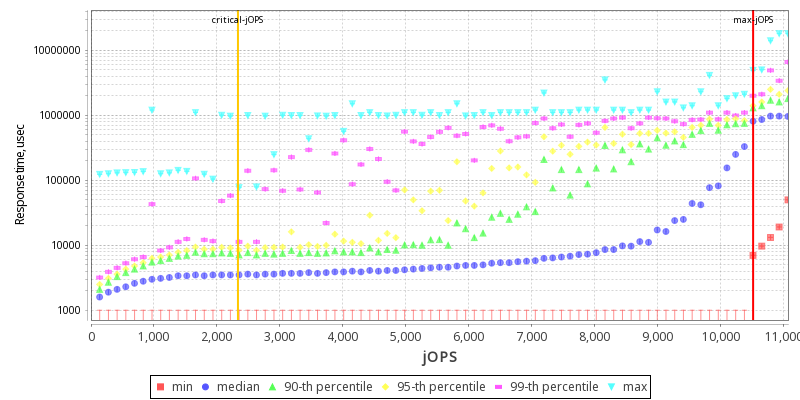 critical-jOPS max-jOPS
10000000
1000000
100000
10000
1000
Response time, usec
0 1,000 2,000 3,000 4,000 5,000 6,000 7,000 8,000 9,000 10,000 11,000
jOPS
min median 90-th percentile 95-th percentile 99-th percentile max